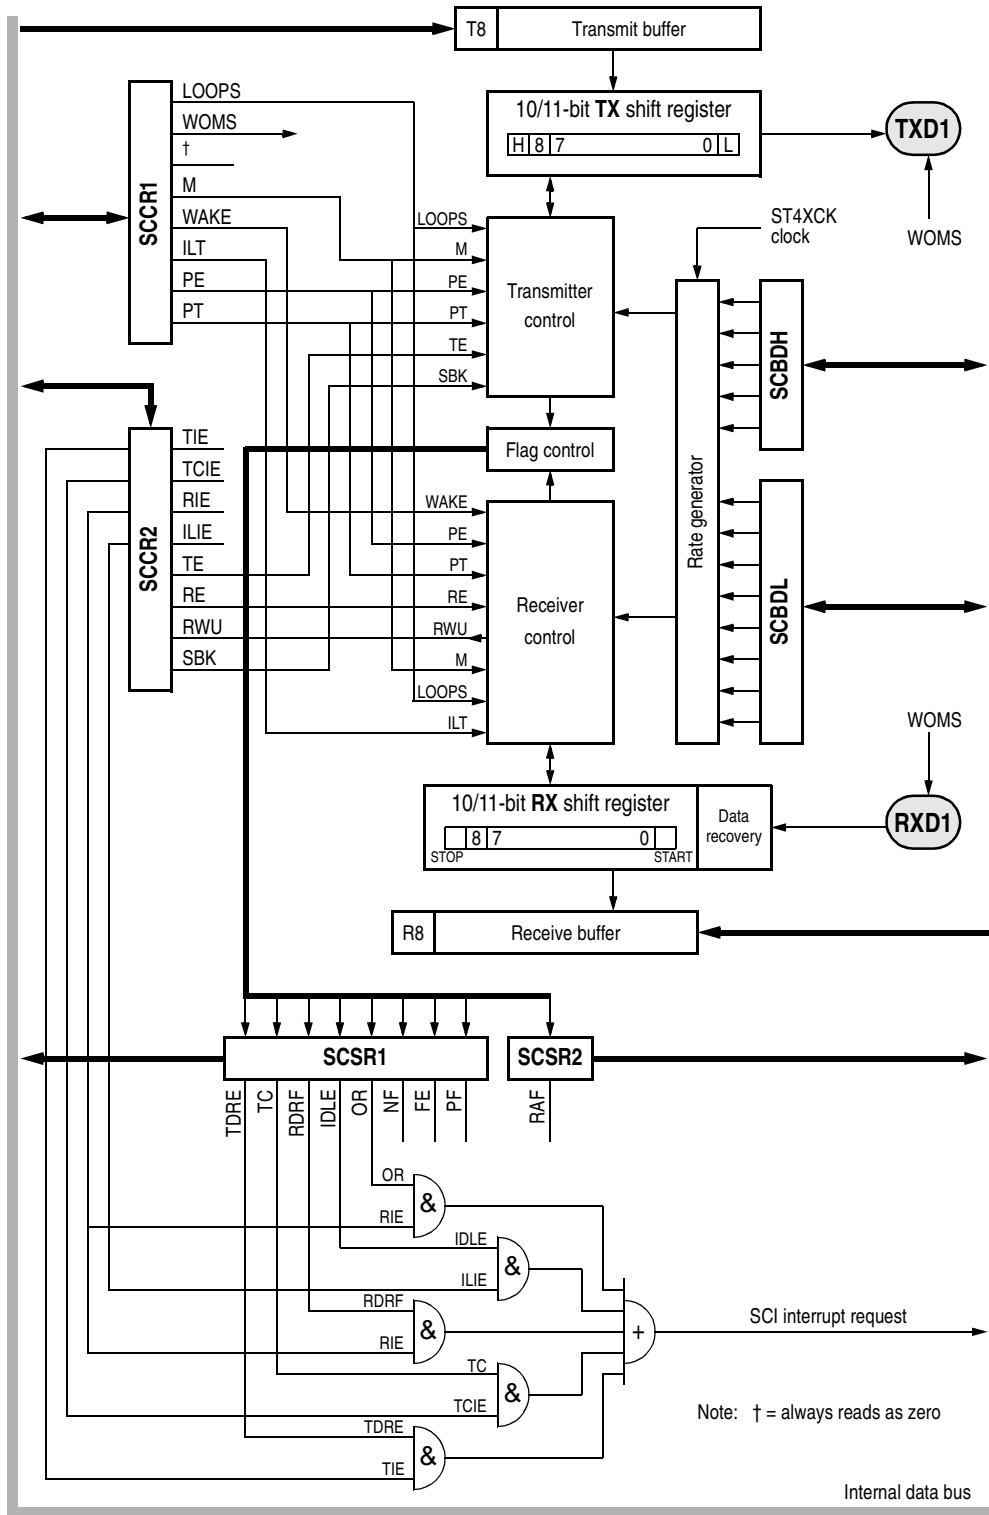 T8 Transmit buffer
10/11-bit TX shift register
H 8 7 0 L
TXD1
WOMS
ST4XCK
clock
SCCR1
LOOPS
WOMS
†
M
WAKE
ILT
PE
PT
LOOPS
M
PE
PT
TE
SBK
Transmitter
control
SCBDH
Rate generator
SCBDL
Flag control
SCCR2
TIE
TCIE
RIE
ILIE
TE
RE
RWU
SBK
WAKE
PE
PT
RE
RWU
M
LOOPS
ILT
Receiver
control
WOMS
RXD1
10/11-bit RX shift register
8 7 0
STOP START
Data
recovery
R8 Receive buffer
SCSR1
SCSR2
TDRE
TC
RDRF
IDLE
OR
NF
FE
PF
RAF
OR
RIE
&
IDLE
ILIE
&
RDRF
RIE
&
TC
TCIE
&
TDRE
TIE
&
+
SCI interrupt request
Note: † = always reads as zero
Internal data bus